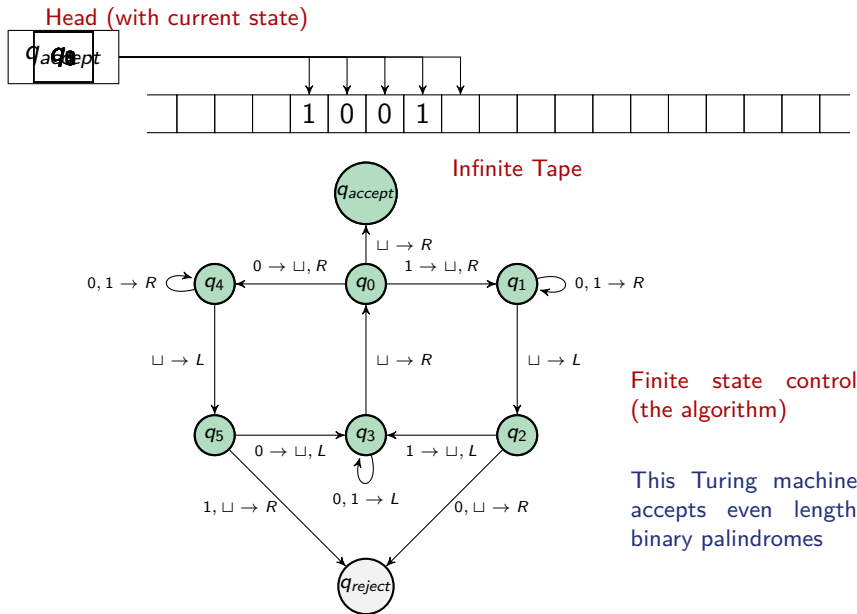 Head (with current state)
q_accept
1 0 0 1
Infinite Tape
q_accept
⊔ → R
0 → ⊔, R
1 → ⊔, R
0, 1 → R
q_4
q_0
q_1
0, 1 → R
⊔ → L
⊔ → R
⊔ → L
Finite state control
(the algorithm)
q_5
q_3
q_2
0 → ⊔, L
1 → ⊔, L
This Turing machine
accepts even length
binary palindromes
1, ⊔ → R
0, 1 → L
0, ⊔ → R
q_reject